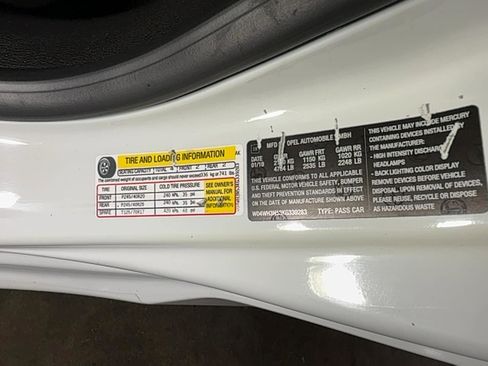 TIRE AND LOADING INFORMATION
SEATING CAPACITY TOTAL 4 FRONT 2 REAR 2
The combined weight of occupants and cargo should never exceed 336 kg or 741 lbs
TIRE ORIGINAL SIZE COLD TIRE PRESSURE
FRONT P245/40R20 240 KPA, 35 PSI
REAR P245/40R20 240 KPA, 35 PSI
SPARE T125/70R17 420 KPA, 60 PSI
SEE OWNER'S
MANUAL FOR
ADDITIONAL
INFORMATION
MFD BY OPEL AUTOMOBILE GMBH
DATE GVWR GAWR FRT GAWR RR
01/19 1150 KG 1020 KG
4784 LB 2535 LB 2248 LB
THIS VEHICLE CONFORMS TO ALL APPLICABLE
U.S. FEDERAL MOTOR VEHICLE SAFETY, BUMPER
AND THEFT PREVENTION STANDARDS IN EFFECT
ON THE DATE OF MANUFACTURE SHOWN ABOVE
TYPE: PASS CAR
THIS VEHICLE MAY INCLUDE MERCURY
CONTAINING DEVICES INSTALLED BY
THE MANUFACTURER:
- HIGH INTENSITY DISCHARGE
HEADLAMPS
- BACK LIGHTING COLOR DISPLAY
REMOVE DEVICES BEFORE VEHICLE
DISPOSAL. UPON REMOVAL OF DEVICES,
PLEASE REUSE, RECYCLE OR DISPOSE
AS HAZARDOUS WASTE